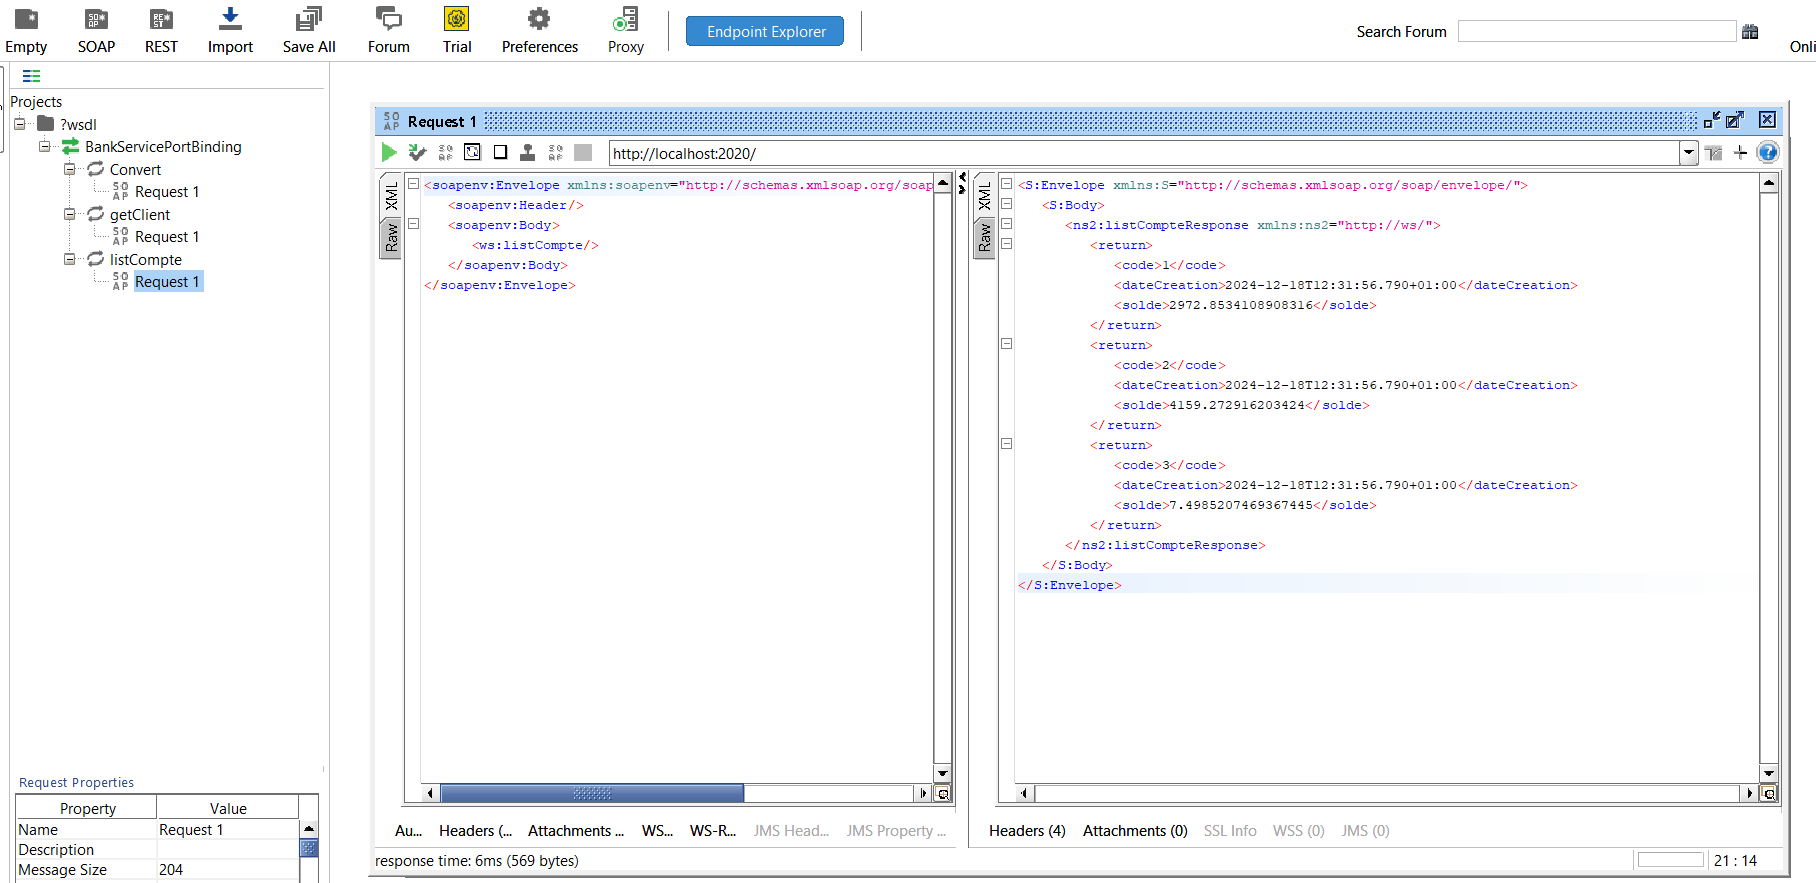 Empty SOAP REST Import Save All Forum Trial Preferences Proxy
Endpoint Explorer
Search Forum
Onli
Projects
?wsdl
BankServicePortBinding
Convert
Request 1
getClient
Request 1
listCompte
Request 1
Request Properties
Property Value
Name Request 1
Description
Message Size 204
Request 1
http://localhost:2020/
XML
Raw
<soapenv:Envelope xmlns:soapenv="http://schemas.xmlsoap.org/soap
<soapenv:Header/>
<soapenv:Body>
<ws:listCompte/>
</soapenv:Body>
</soapenv:Envelope>
Au... Headers (... Attachments ... WS... WS-R... JMS Head... JMS Property ...
XML
Raw
<S:Envelope xmlns:S="http://schemas.xmlsoap.org/soap/envelope/">
<S:Body>
<ns2:listCompteResponse xmlns:ns2="http://ws/">
<return>
<code>1</code>
<dateCreation>2024-12-18T12:31:56.790+01:00</dateCreation>
<solde>2972.8534108908316</solde>
</return>
<return>
<code>2</code>
<dateCreation>2024-12-18T12:31:56.790+01:00</dateCreation>
<solde>4159.272916203424</solde>
</return>
<return>
<code>3</code>
<dateCreation>2024-12-18T12:31:56.790+01:00</dateCreation>
<solde>7.4985207469367445</solde>
</return>
</ns2:listCompteResponse>
</S:Body>
</S:Envelope>
Headers (4) Attachments (0) SSL Info WSS (0) JMS (0)
response time: 6ms (569 bytes)
21 : 14